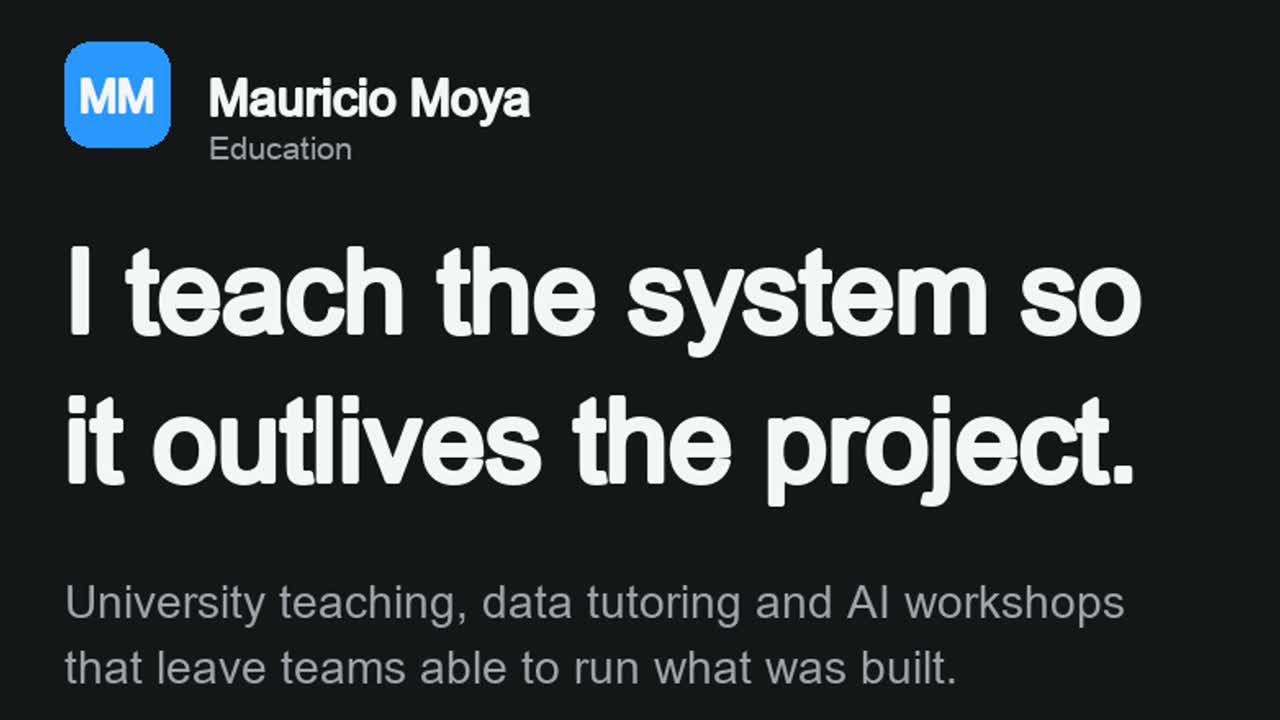 MM
Mauricio Moya
Education
I teach the system so
it outlives the project.
University teaching, data tutoring and AI workshops
that leave teams able to run what was built.